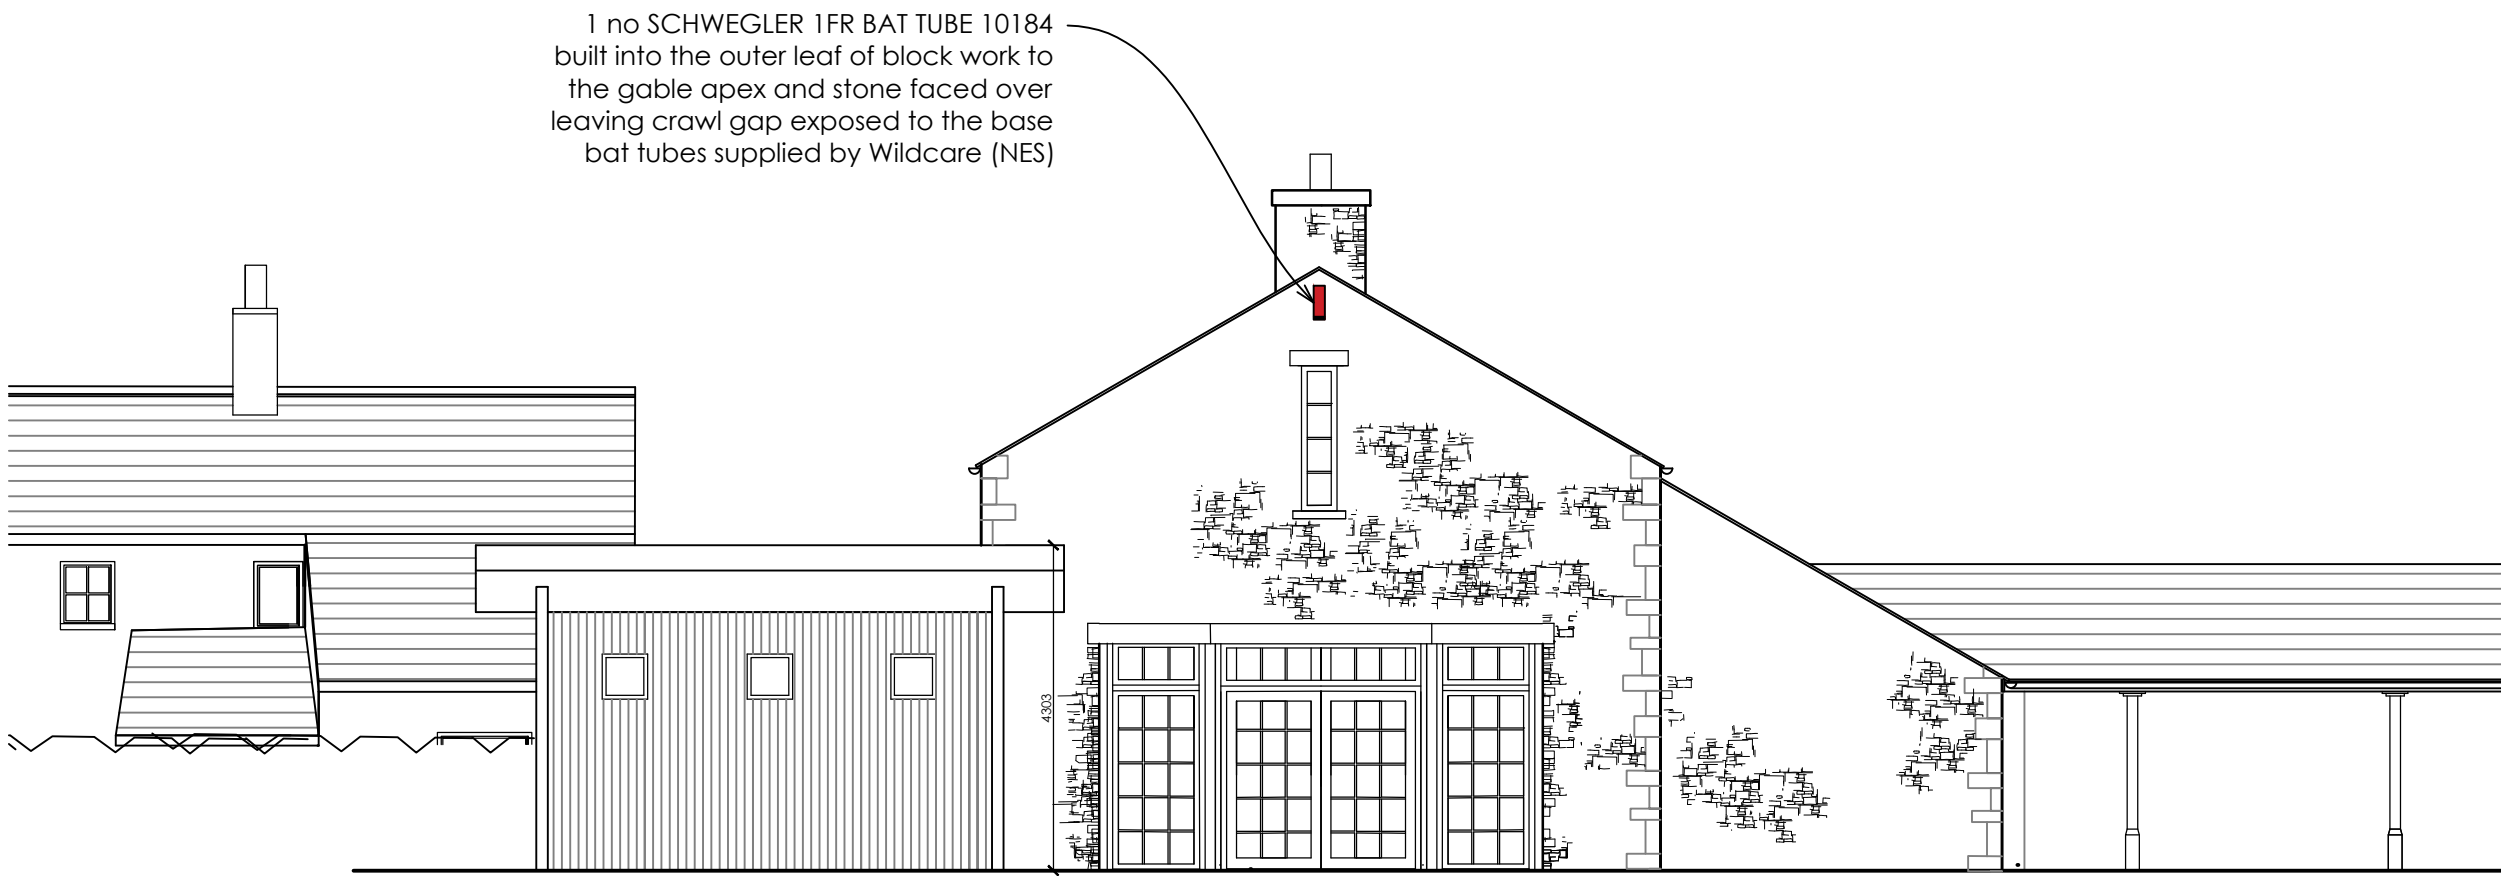 1 no SCHWEGLER 1FR BAT TUBE 10184
built into the outer leaf of block work to
the gable apex and stone faced over
leaving crawl gap exposed to the base
bat tubes supplied by Wildcare (NES)
4303